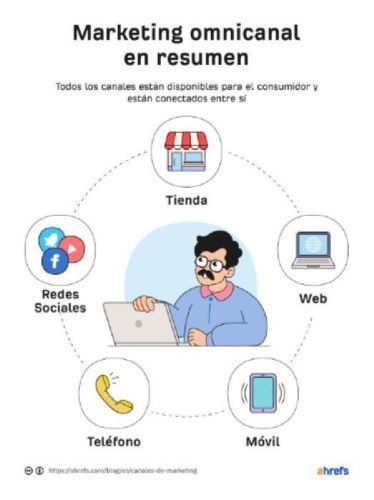 Marketing omnicanal
en resumen
Todos los canales están disponibles para el consumidor y
están conectados entre sí
Tienda
Redes
Sociales
Web
Teléfono
Móvil
https://ahrefs.com/blog/es/canales-de-marketing
ahrefs